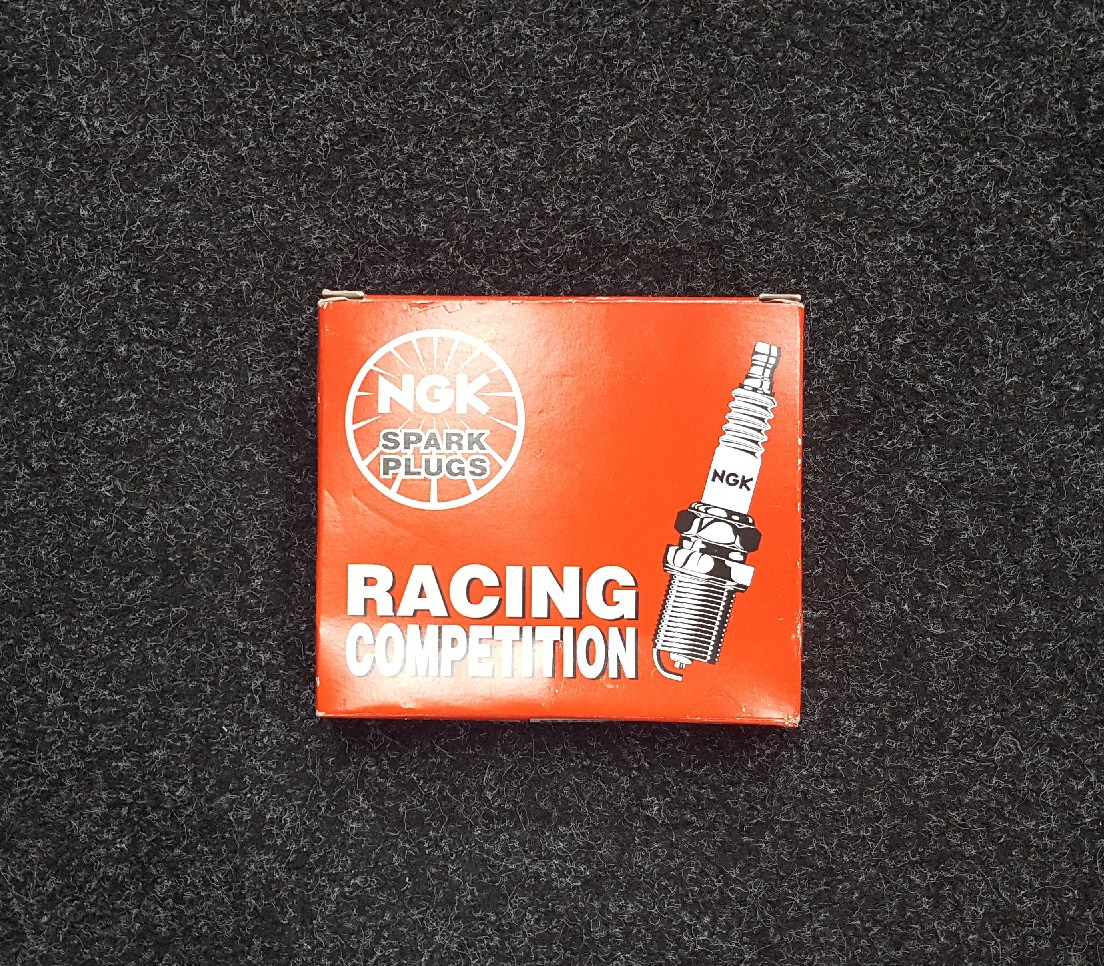 NGK
SPARK
PLUGS
NGK
RACING
COMPETITION